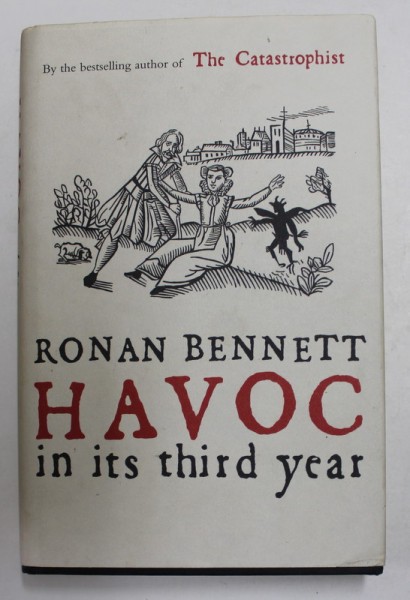 By the bestselling author of The Catastrophist
RONAN BENNETT
HAVOC
in its third year